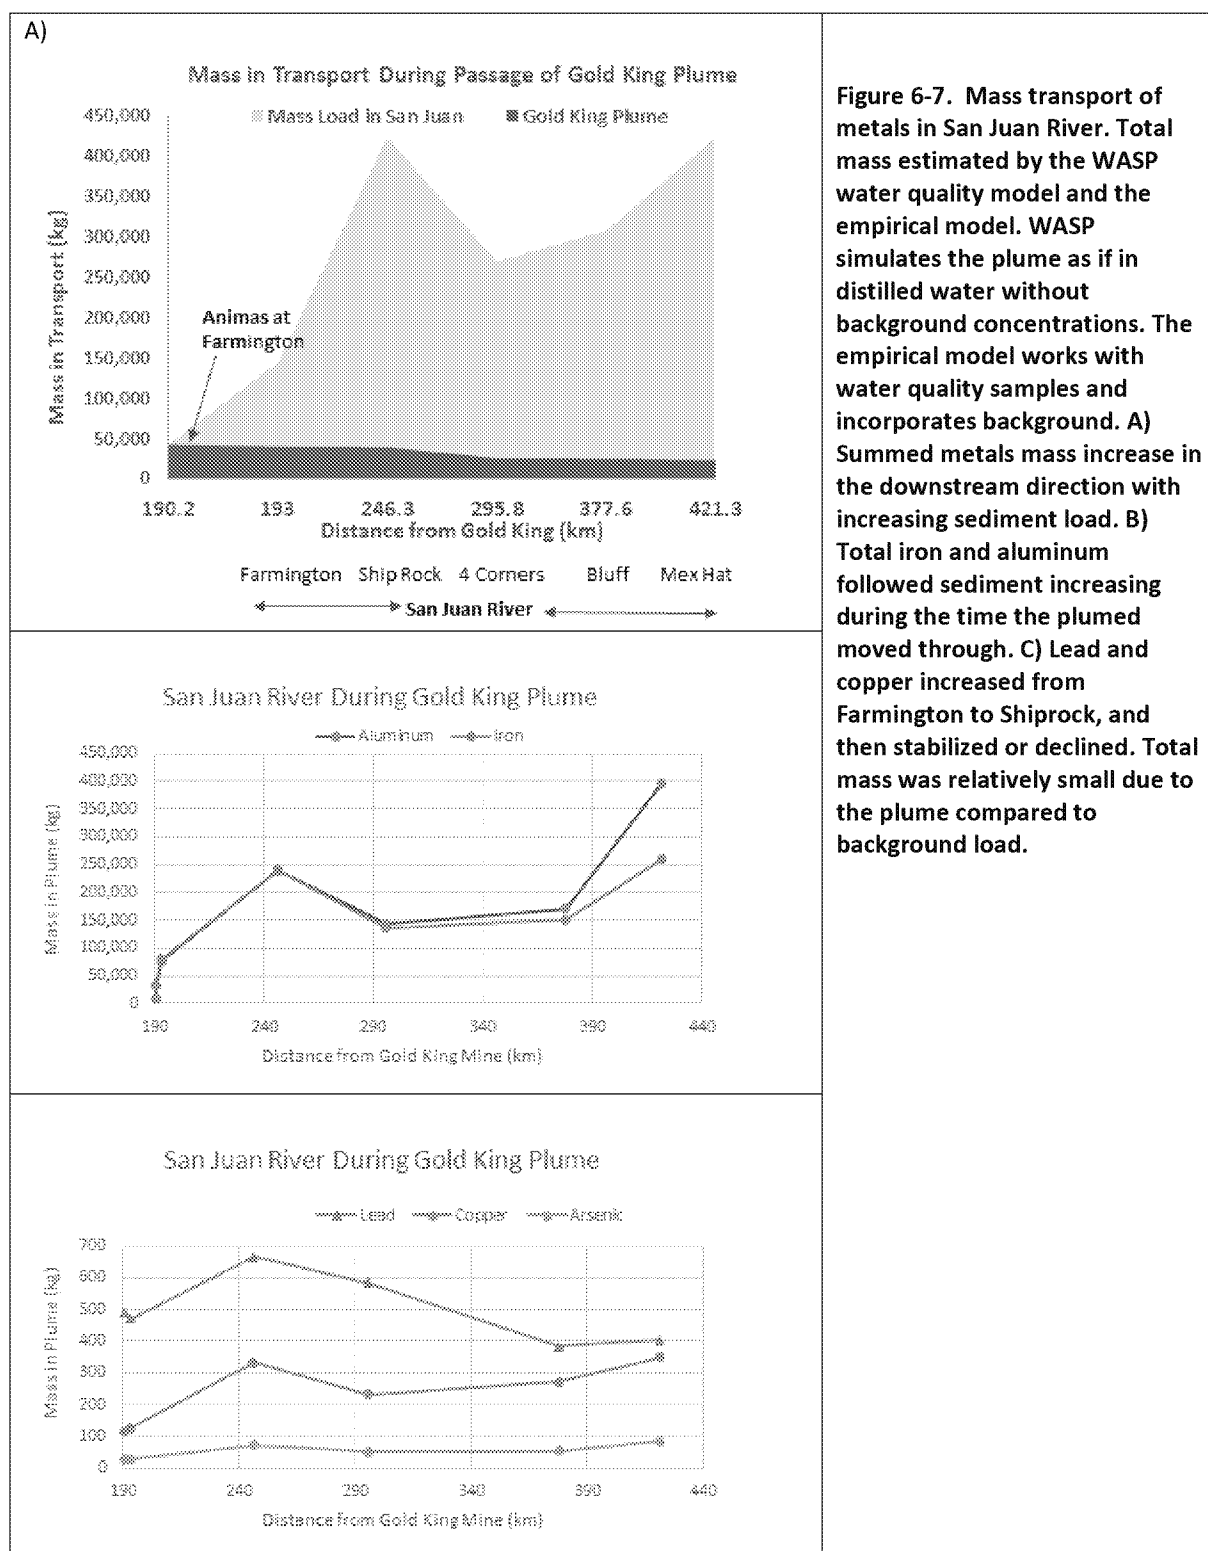 A)
Mass in Transport During Passage of Gold King Plume
Mass Load in San Juan
Gold King Plume
Mass in Transport (kg)
450,000
400,000
350,000
300,000
250,000
200,000
150,000
100,000
50,000
0
Animas at
Farmington
190.2 193 246.3 295.8 377.6 421.3
Distance from Gold King (km)
Farmington Ship Rock 4 Corners Bluff Mex Hat
San Juan River
Figure 6-7. Mass transport of
metals in San Juan River. Total
mass estimated by the WASP
water quality model and the
empirical model. WASP
simulates the plume as if in
distilled water without
background concentrations. The
empirical model works with
water quality samples and
incorporates background. A)
Summed metals mass increase in
the downstream direction with
increasing sediment load. B)
Total iron and aluminum
followed sediment increasing
during the time the plumed
moved through. C) Lead and
copper increased from
Farmington to Shiprock, and
then stabilized or declined. Total
mass was relatively small due to
the plume compared to
background load.
San Juan River During Gold King Plume
Aluminum Iron
Mass in Plume (kg)
450,000
400,000
350,000
300,000
250,000
200,000
150,000
100,000
50,000
0
190 240 290 340 390 440
Distance from Gold King Mine (km)
San Juan River During Gold King Plume
Lead Copper Arsenic
Mass in Plume (kg)
700
600
500
400
300
200
100
0
190 240 290 340 390 440
Distance from Gold King Mine (km)